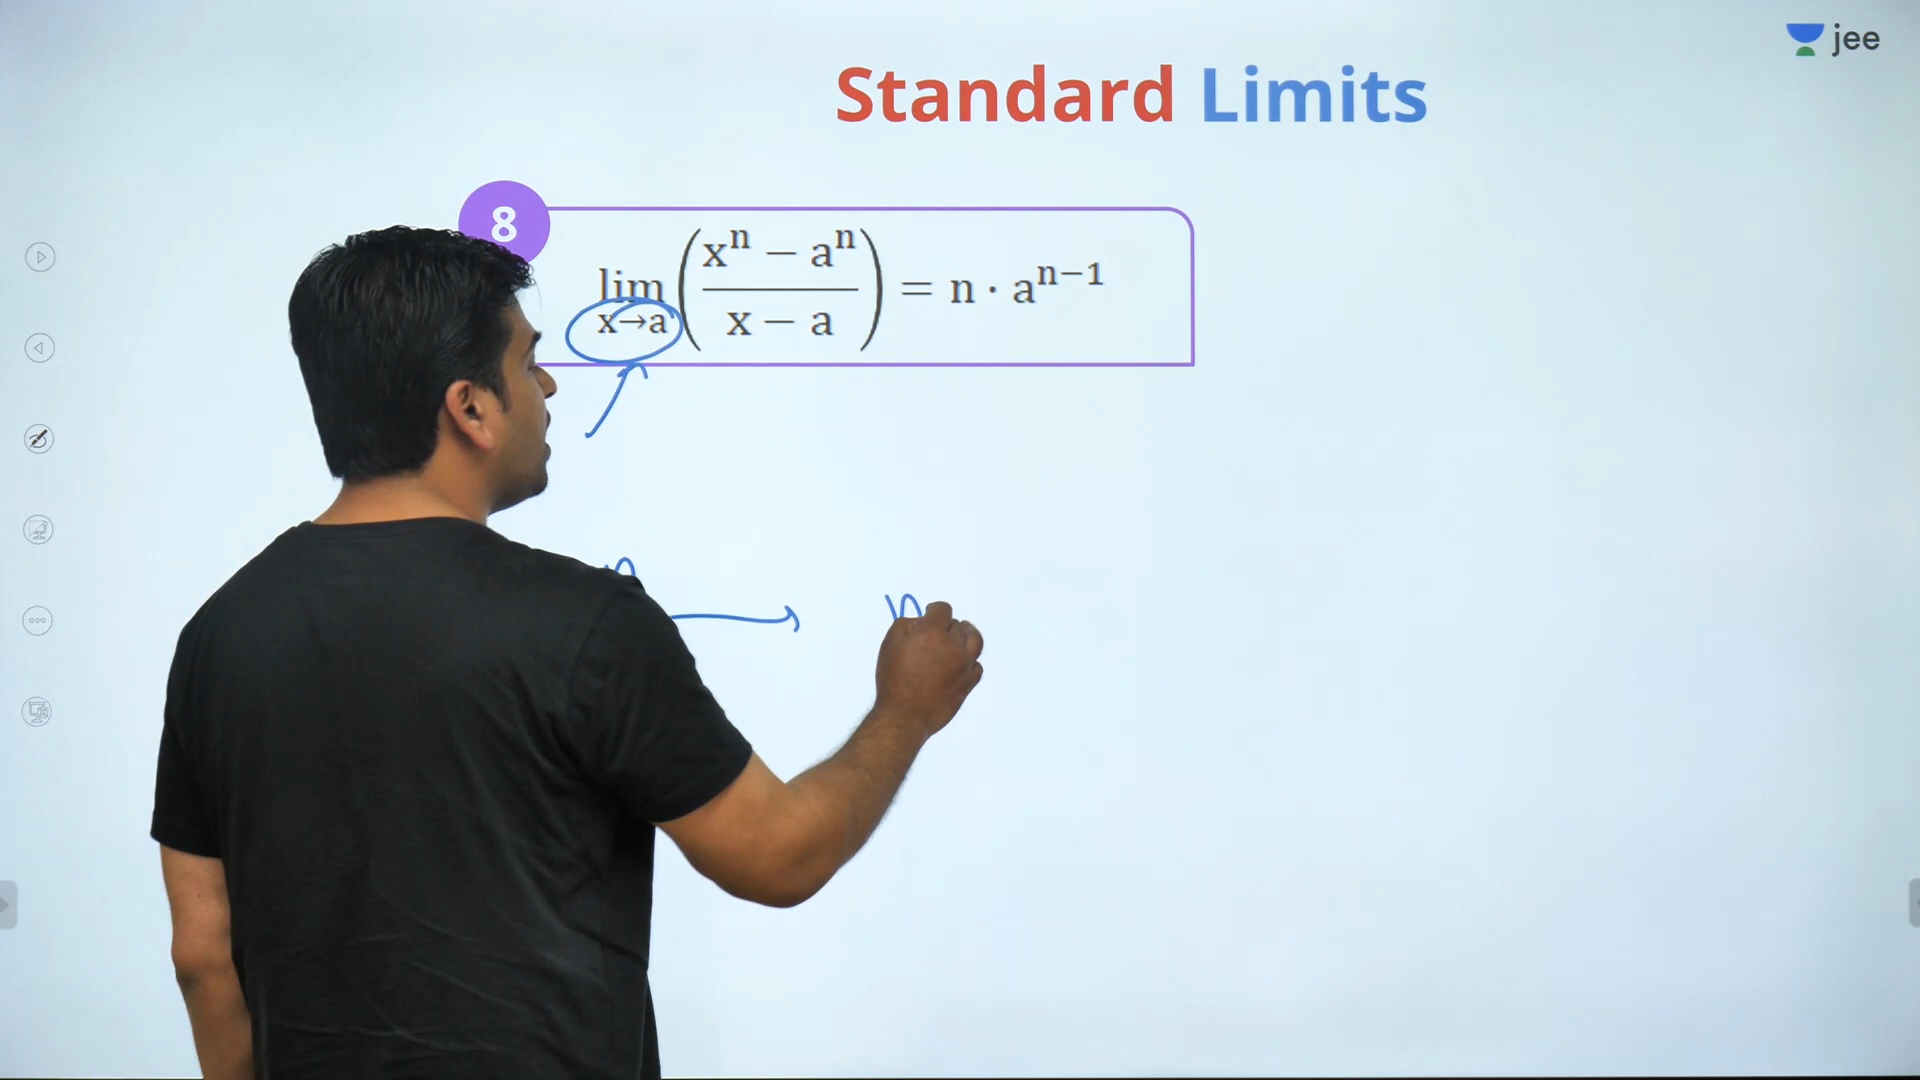 jee
Standard Limits
8
lim x→a (xⁿ − aⁿ / x − a) = n · aⁿ⁻¹
n → n